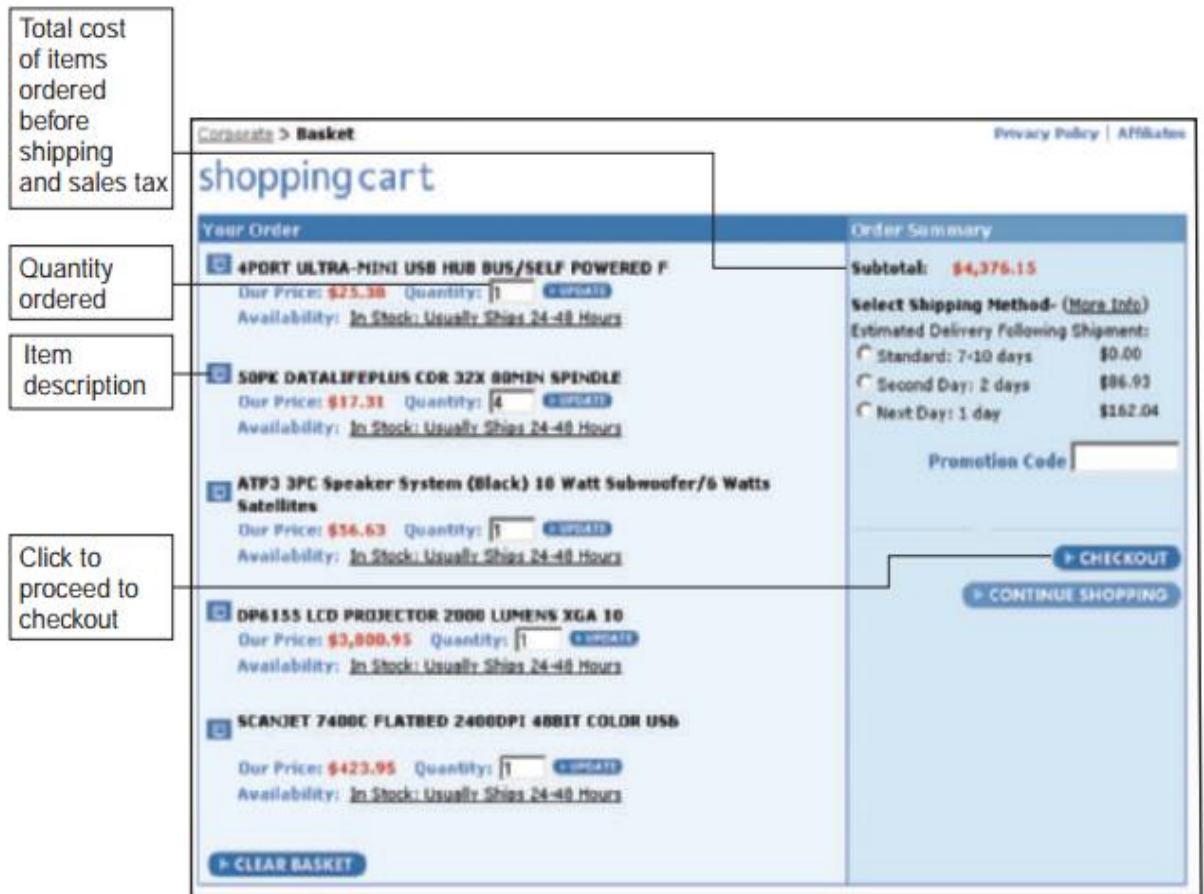 Total cost
of items
ordered
before
shipping
and sales tax
Quantity
ordered
Item
description
Click to
proceed to
checkout
Corporate > Basket
Privacy Policy | Affiliates
shopping cart
Your Order
4PORT ULTRA-MINI USB HUB BUS/SELF POWERED F
Our Price: $25.38 Quantity: 1 UPDATE
Availability: In Stock: Usually Ships 24-48 Hours
50PK DATALIFEPLUS CDR 32X 80MIN SPINDLE
Our Price: $17.31 Quantity: 4 UPDATE
Availability: In Stock: Usually Ships 24-48 Hours
ATP3 3PC Speaker System (Black) Watt Subwoofer/6 Watts
Satellites
Our Price: $56.63 Quantity: 1 UPDATE
Availability: In Stock: Usually Ships 24-48 Hours
DP6155 LCD PROJECTOR 2000 LUMENS XGA 10
Our Price: $3,800.95 Quantity: 1 UPDATE
Availability: In Stock: Usually Ships 24-48 Hours
SCANJET 7400C FLATBED 2400DPI 48BIT COLOR USB
Our Price: $423.95 Quantity: 1 UPDATE
Availability: In Stock: Usually Ships 24-48 Hours
CLEAR BASKET
Order Summary
Subtotal: $4,376.15
Select Shipping Method- (More Info)
Estimated Delivery Following Shipment:
Standard: 7-10 days $0.00
Second Day: 2 days $86.93
Next Day: 1 day $162.04
Promotion Code
CHECKOUT
CONTINUE SHOPPING